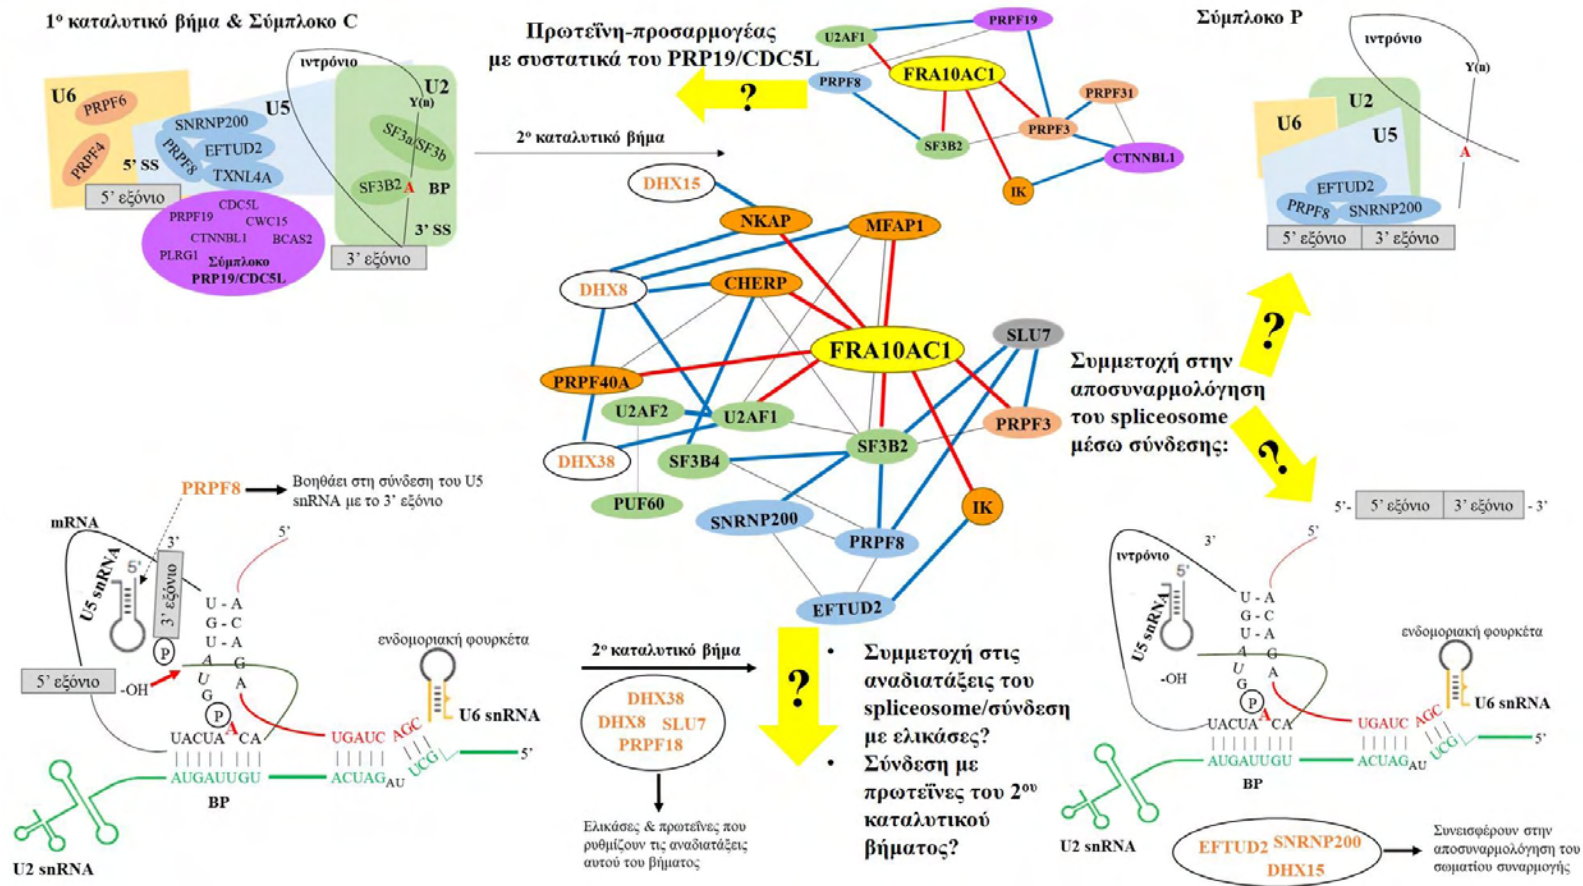 1ο καταλυτικό βήμα & Σύμπλοκο C
U6
PRPF6
PRPF4
U5
SNRNP200
PRPF8
EFTUD2
TXNL4A
5’ SS
5’ εξόνιο
CDC5L
PRPF19
CWC15
CTNNBL1
BCAS2
PLRG1
Σύμπλοκο
PRP19/CDC5L
ιντρόνιο
U2
Y(n)
SF3a/SF3b
SF3B2
A
BP
3’ SS
3’ εξόνιο
Πρωτεΐνη-προσαρμογέας
με συστατικά του PRP19/CDC5L
?
2ο καταλυτικό βήμα
U2AF1
PRPF19
PRPF8
FRA10AC1
PRPF31
PRPF3
SF3B2
CTNNBL1
IK
Σύμπλοκο P
ιντρόνιο
Y(n)
U2
U6
U5
A
EFTUD2
PRPF8
SNRNP200
5’ εξόνιο
3’ εξόνιο
DHX15
NKAP
MFAP1
DHX8
CHERP
FRA10AC1
SLU7
PRPF40A
U2AF2
U2AF1
PRPF3
DHX38
SF3B4
SF3B2
PUF60
SNRNP200
IK
PRPF8
EFTUD2
?
Συμμετοχή στην
αποσυναρμολόγηση
του spliceosome
μέσω σύνδεσης:
?
PRPF8
Βοηθάει στη σύνδεση του U5
snRNA με το 3’ εξόνιο
mRNA
5’
3’
5'
U5 snRNA
3’ εξόνιο
P
U - A
G - C
U - A
A G
U A
G
5’ εξόνιο
-OH
P
UACUA A CA
UGAUC AGC
AUGAUUGU
ACUAG AU UCG
5’
BP
ενδομοριακή φουρκέτα
U6 snRNA
U2 snRNA
2ο καταλυτικό βήμα
DHX38
DHX8 SLU7
PRPF18
Ελικάσες & πρωτεΐνες που
ρυθμίζουν τις αναδιατάξεις
αυτού του βήματος
?
• Συμμετοχή στις
αναδιατάξεις του
spliceosome/σύνδεση
με ελικάσες?
• Σύνδεση με
πρωτεΐνες του 2ου
καταλυτικού
βήματος?
5’- 5’ εξόνιο 3’ εξόνιο - 3’
5’
3’
ιντρόνιο
5'
U5 snRNA
-OH
U - A
G - C
U - A
A G
U A
G
P
UACUA A CA
UGAUC AGC
AUGAUUGU
ACUAG AU UCG
5’
BP
ενδομοριακή φουρκέτα
U6 snRNA
U2 snRNA
EFTUD2 SNRNP200
DHX15
Συνεισφέρουν στην
αποσυναρμολόγηση του
σωματίου συναρμογής